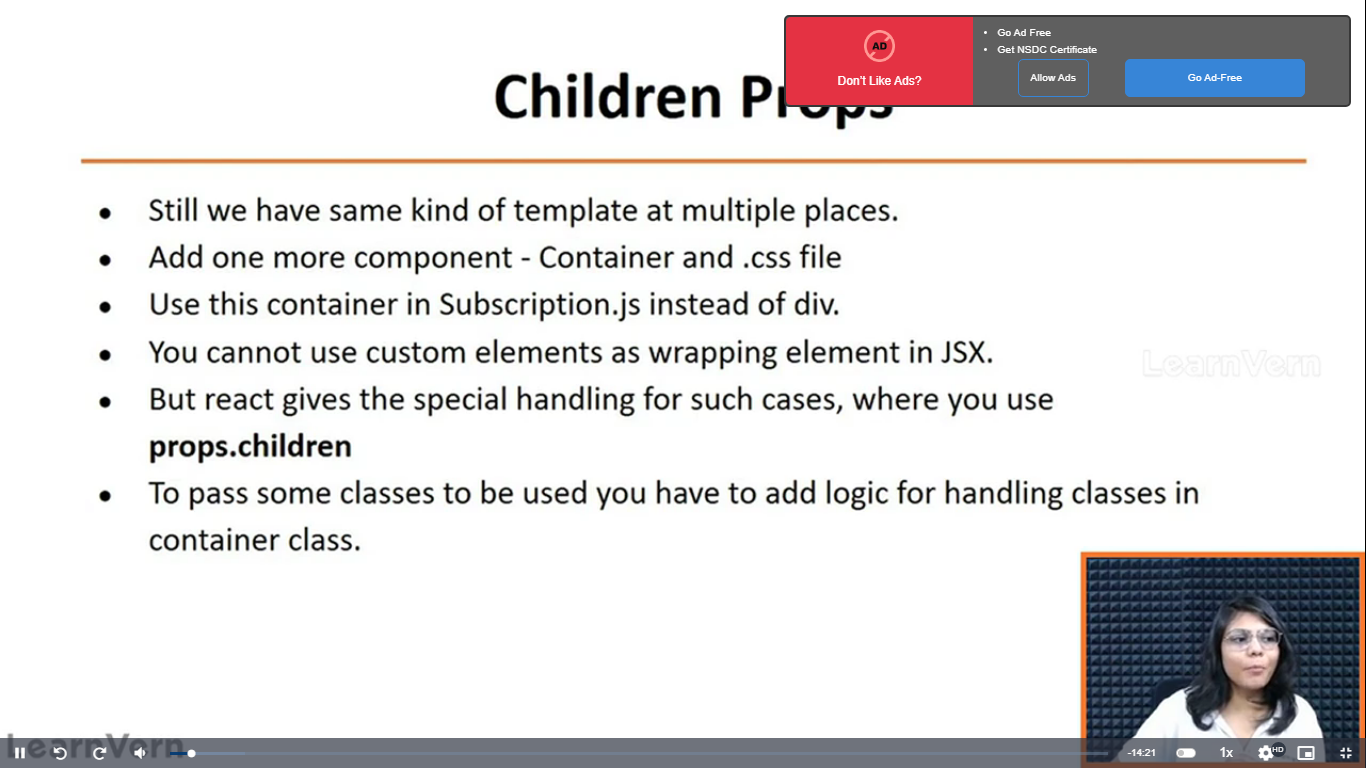 AD
Don't Like Ads?
• Go Ad Free
• Get NSDC Certificate
Allow Ads
Go Ad-Free
Children Props
• Still we have same kind of template at multiple places.
• Add one more component - Container and .css file
• Use this container in Subscription.js instead of div.
• You cannot use custom elements as wrapping element in JSX.
• But react gives the special handling for such cases, where you use
props.children
• To pass some classes to be used you have to add logic for handling classes in
container class.
LearnVern
LearnVern
-14:21
1x
HD